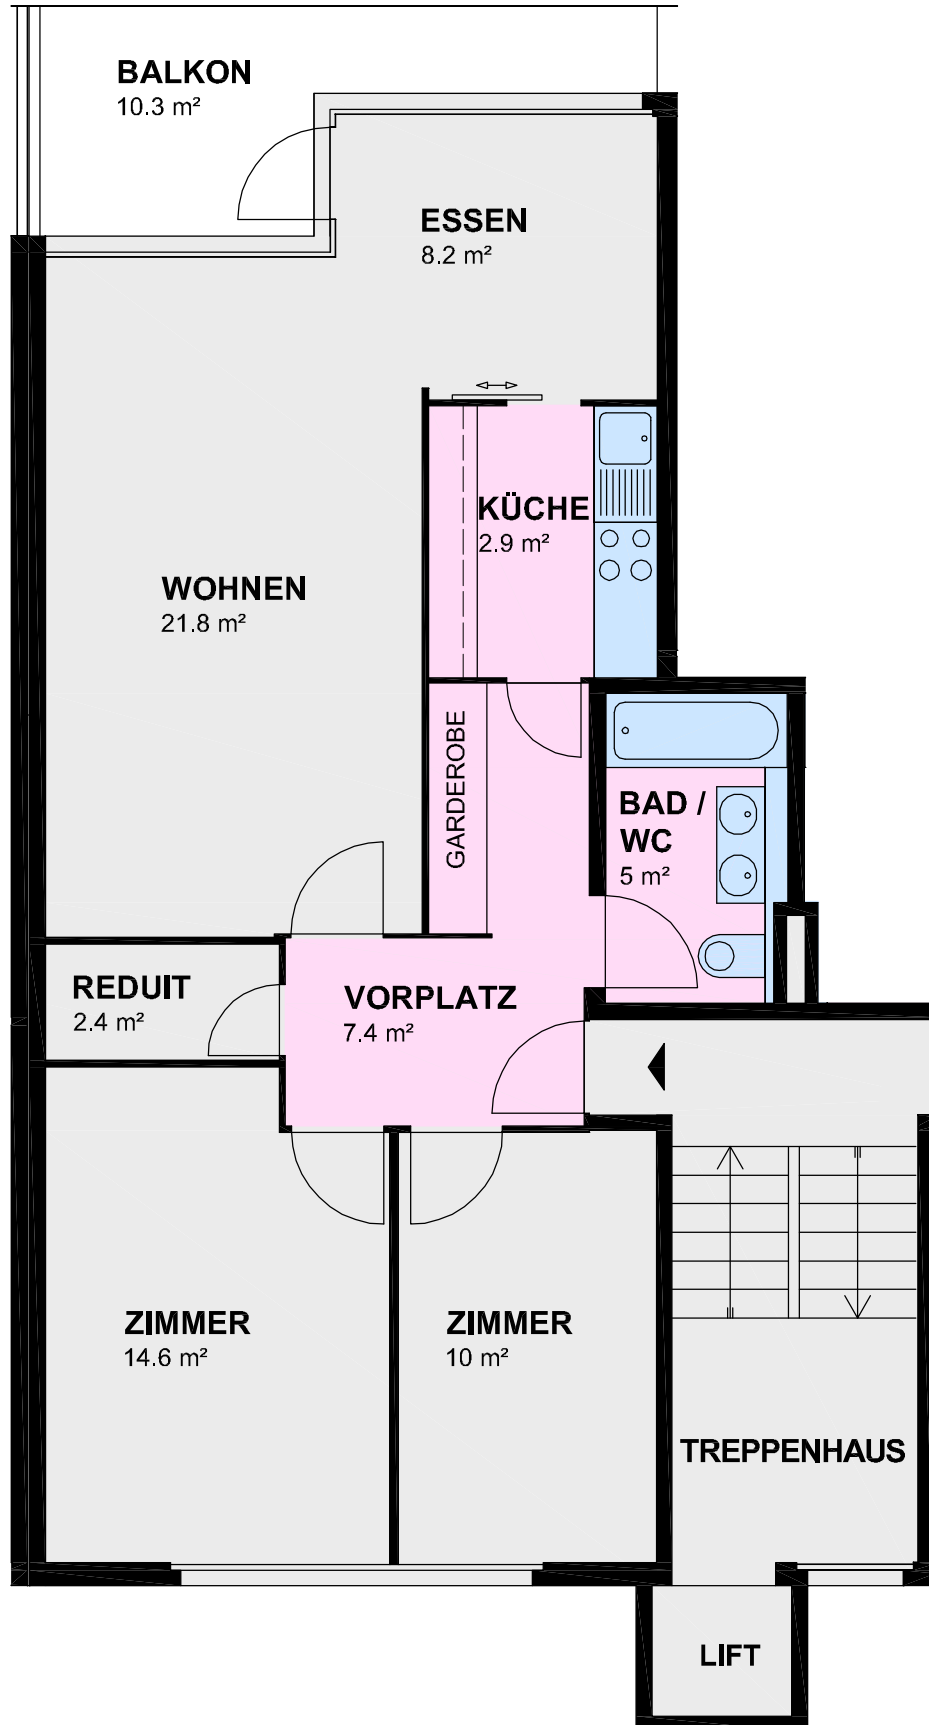 BALKON
10.3 m²
ESSEN
8.2 m²
KÜCHE
2.9 m²
WOHNEN
21.8 m²
GARDEROBE
BAD /
WC
5 m²
REDUIT
2.4 m²
VORPLATZ
7.4 m²
ZIMMER
14.6 m²
ZIMMER
10 m²
TREPPENHAUS
LIFT